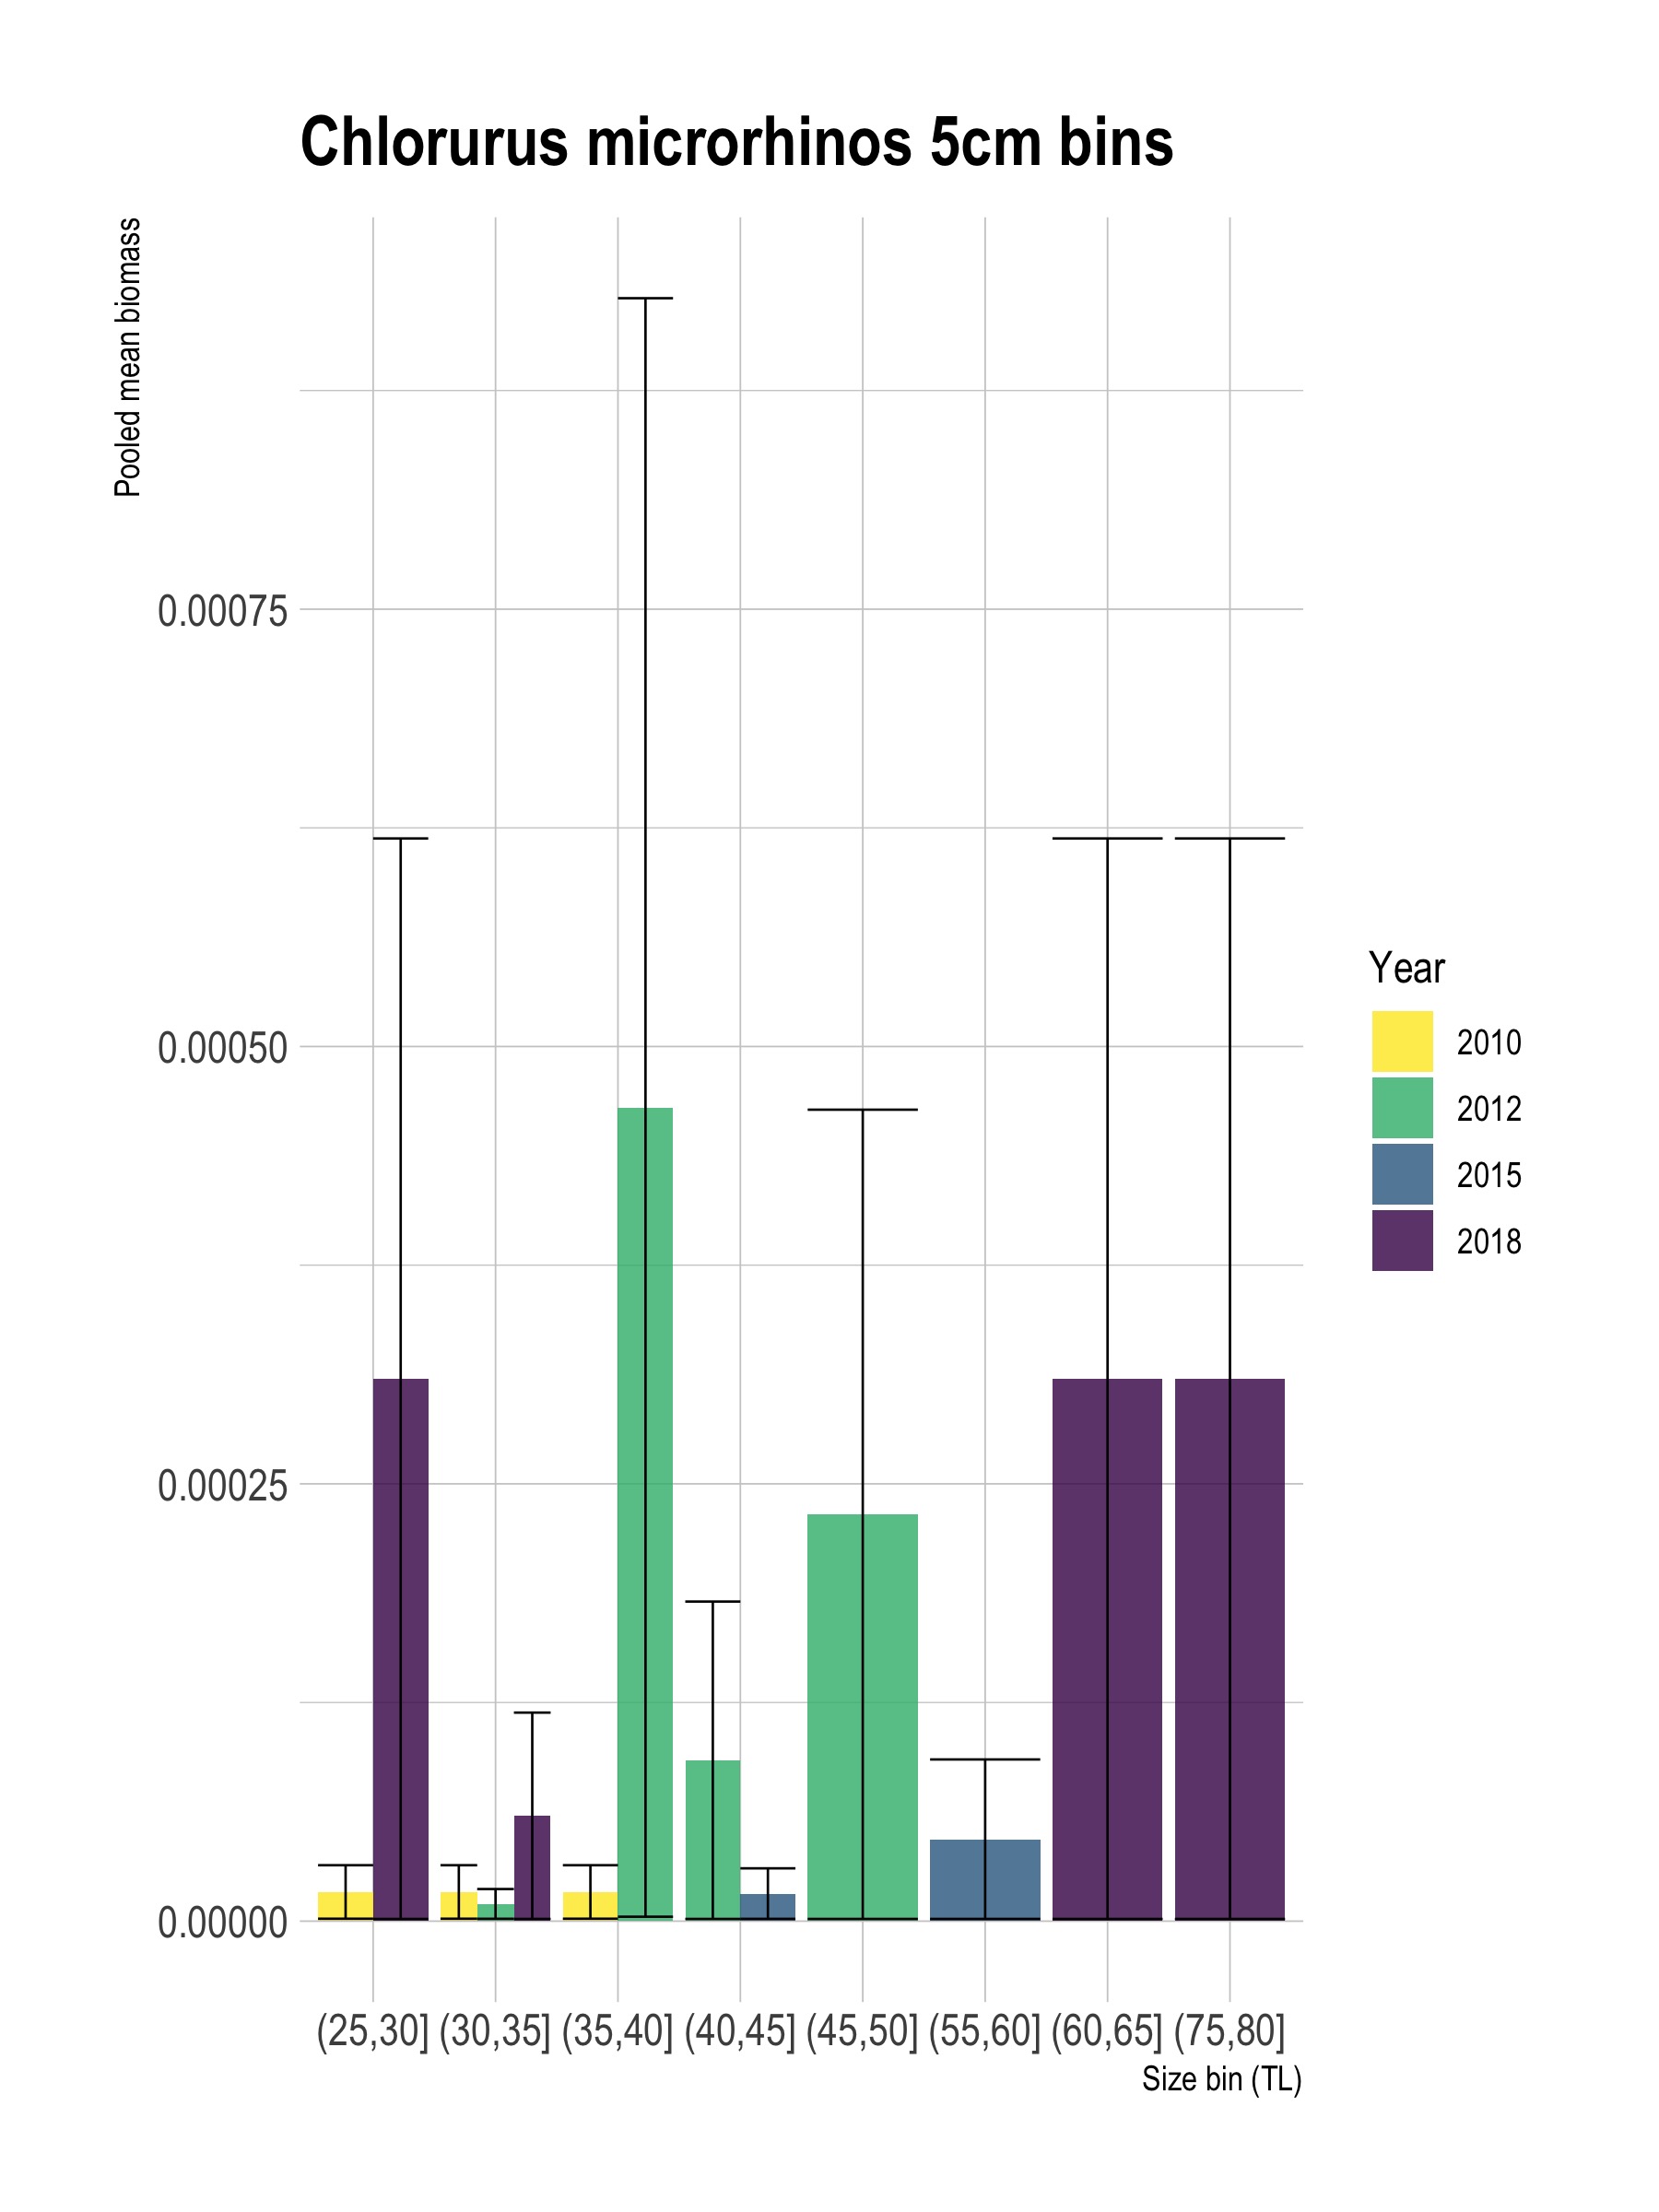 Chlorurus microrhinos 5cm bins
Pooled mean biomass
0.00075
0.00050
0.00025
0.00000
(25,30] (30,35] (35,40] (40,45] (45,50] (55,60] (60,65] (75,80]
Size bin (TL)
Year
2010
2012
2015
2018